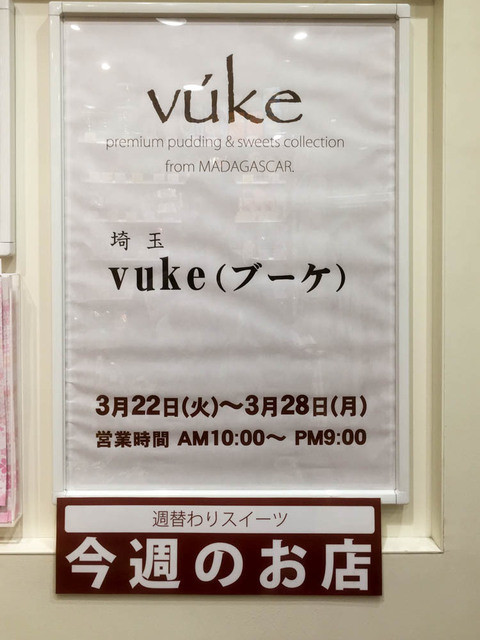 vúke
premium pudding & sweets collection
from MADAGASCAR.
埼玉
vuke(ブーケ)
3月22日(火)〜3月28日(月)
営業時間 AM10:00〜 PM9:00
週替わりスイーツ
今週のお店